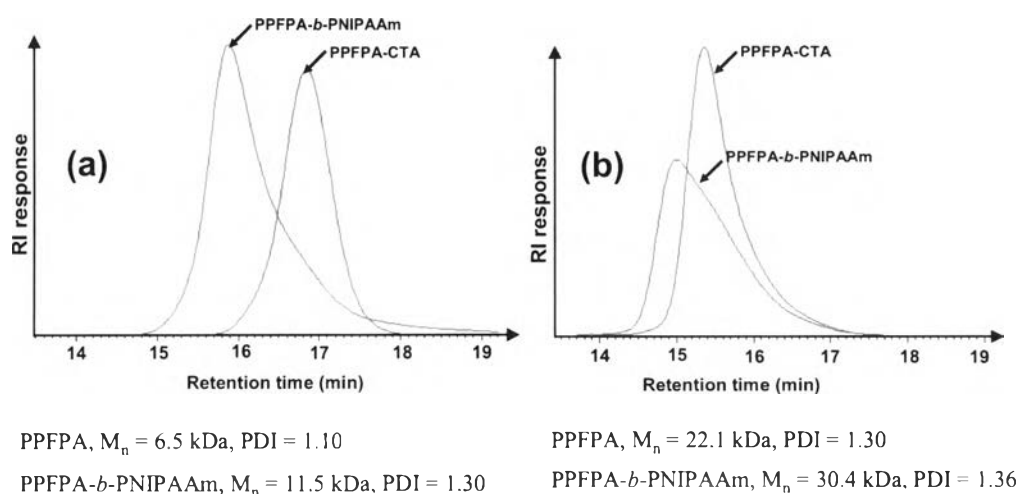 PPFPA-b-PNIPAAm
PPFPA-CTA
(a)
RI response
14 15 16 17 18 19
Retention time (min)
PPFPA-CTA
PPFPA-b-PNIPAAm
(b)
RI response
14 15 16 17 18 19
Retention time (min)
PPFPA, Mn = 6.5 kDa, PDI = 1.10
PPFPA-b-PNIPAAm, Mn = 11.5 kDa, PDI = 1.30
PPFPA, Mn = 22.1 kDa, PDI = 1.30
PPFPA-b-PNIPAAm, Mn = 30.4 kDa, PDI = 1.36